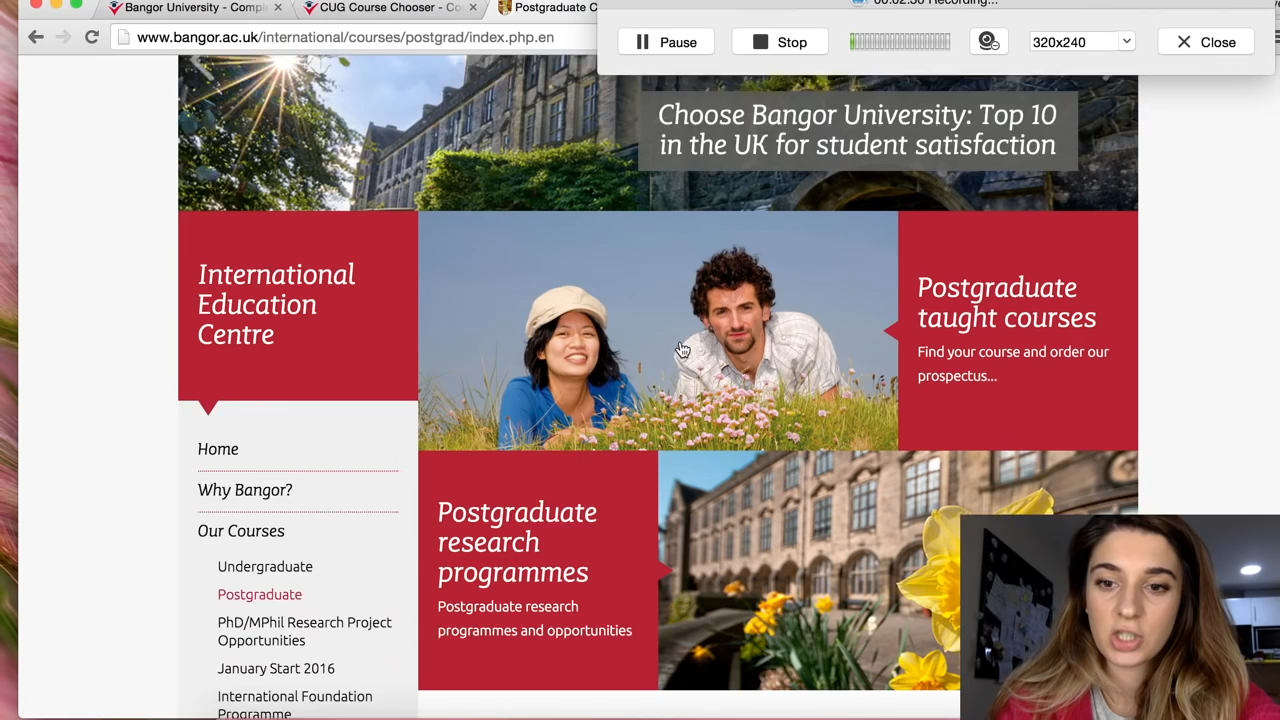 Bangor University - Compl
CUG Course Chooser - Co
Postgraduate C
Recording...
www.bangor.ac.uk/international/courses/postgrad/index.php.en
Pause
Stop
320x240
Close
Choose Bangor University: Top 10
in the UK for student satisfaction
International
Education
Centre
Postgraduate
taught courses
Find your course and order our
prospectus...
Home
Why Bangor?
Our Courses
Undergraduate
Postgraduate
PhD/MPhil Research Project
Opportunities
January Start 2016
International Foundation
Programme
Postgraduate
research
programmes
Postgraduate research
programmes and opportunities